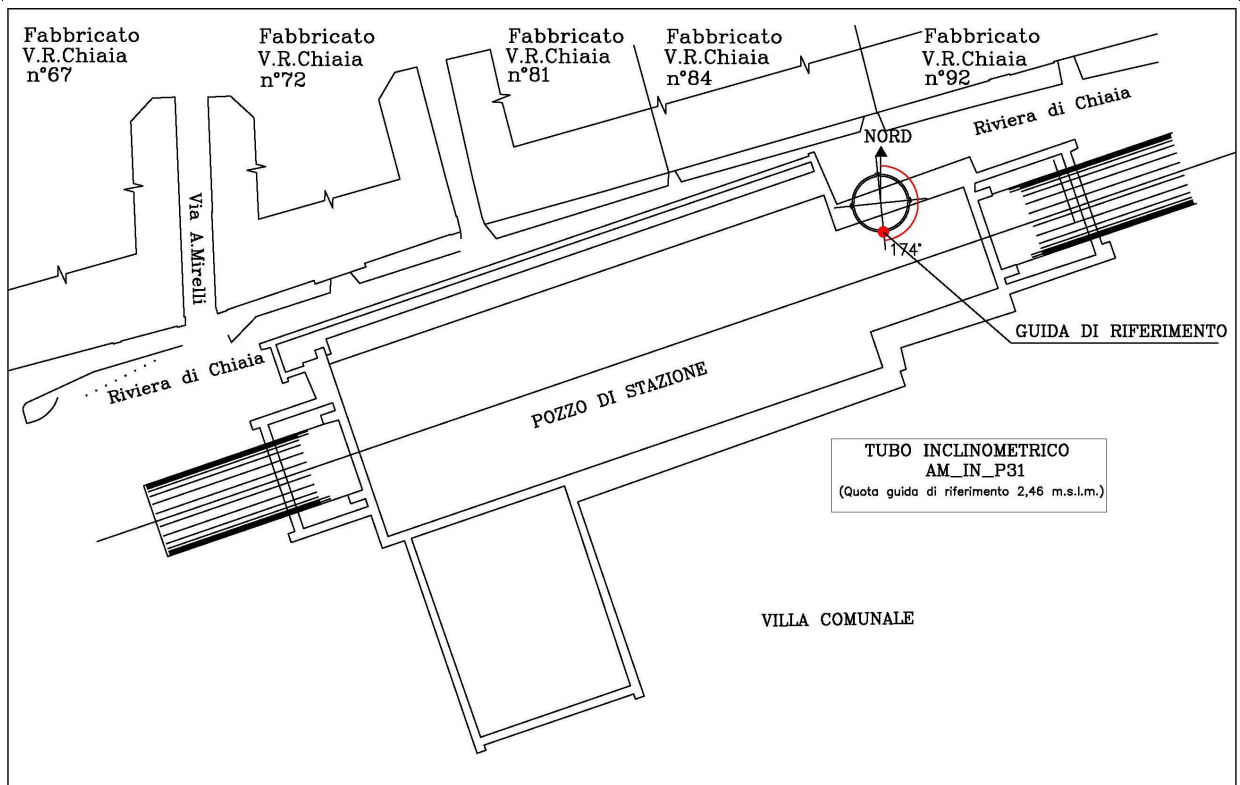 Fabbricato
V.R.Chiaia
n°67
Fabbricato
V.R.Chiaia
n°72
Fabbricato
V.R.Chiaia
n°81
Fabbricato
V.R.Chiaia
n°84
Fabbricato
V.R.Chiaia
n°92
Riviera di Chiaia
NORD
Via A.Mirelli
174°
GUIDA DI RIFERIMENTO
Riviera di Chiaia
POZZO DI STAZIONE
TUBO INCLINOMETRICO
AM_IN_P31
(Quota guida di riferimento 2,46 m.s.l.m.)
VILLA COMUNALE